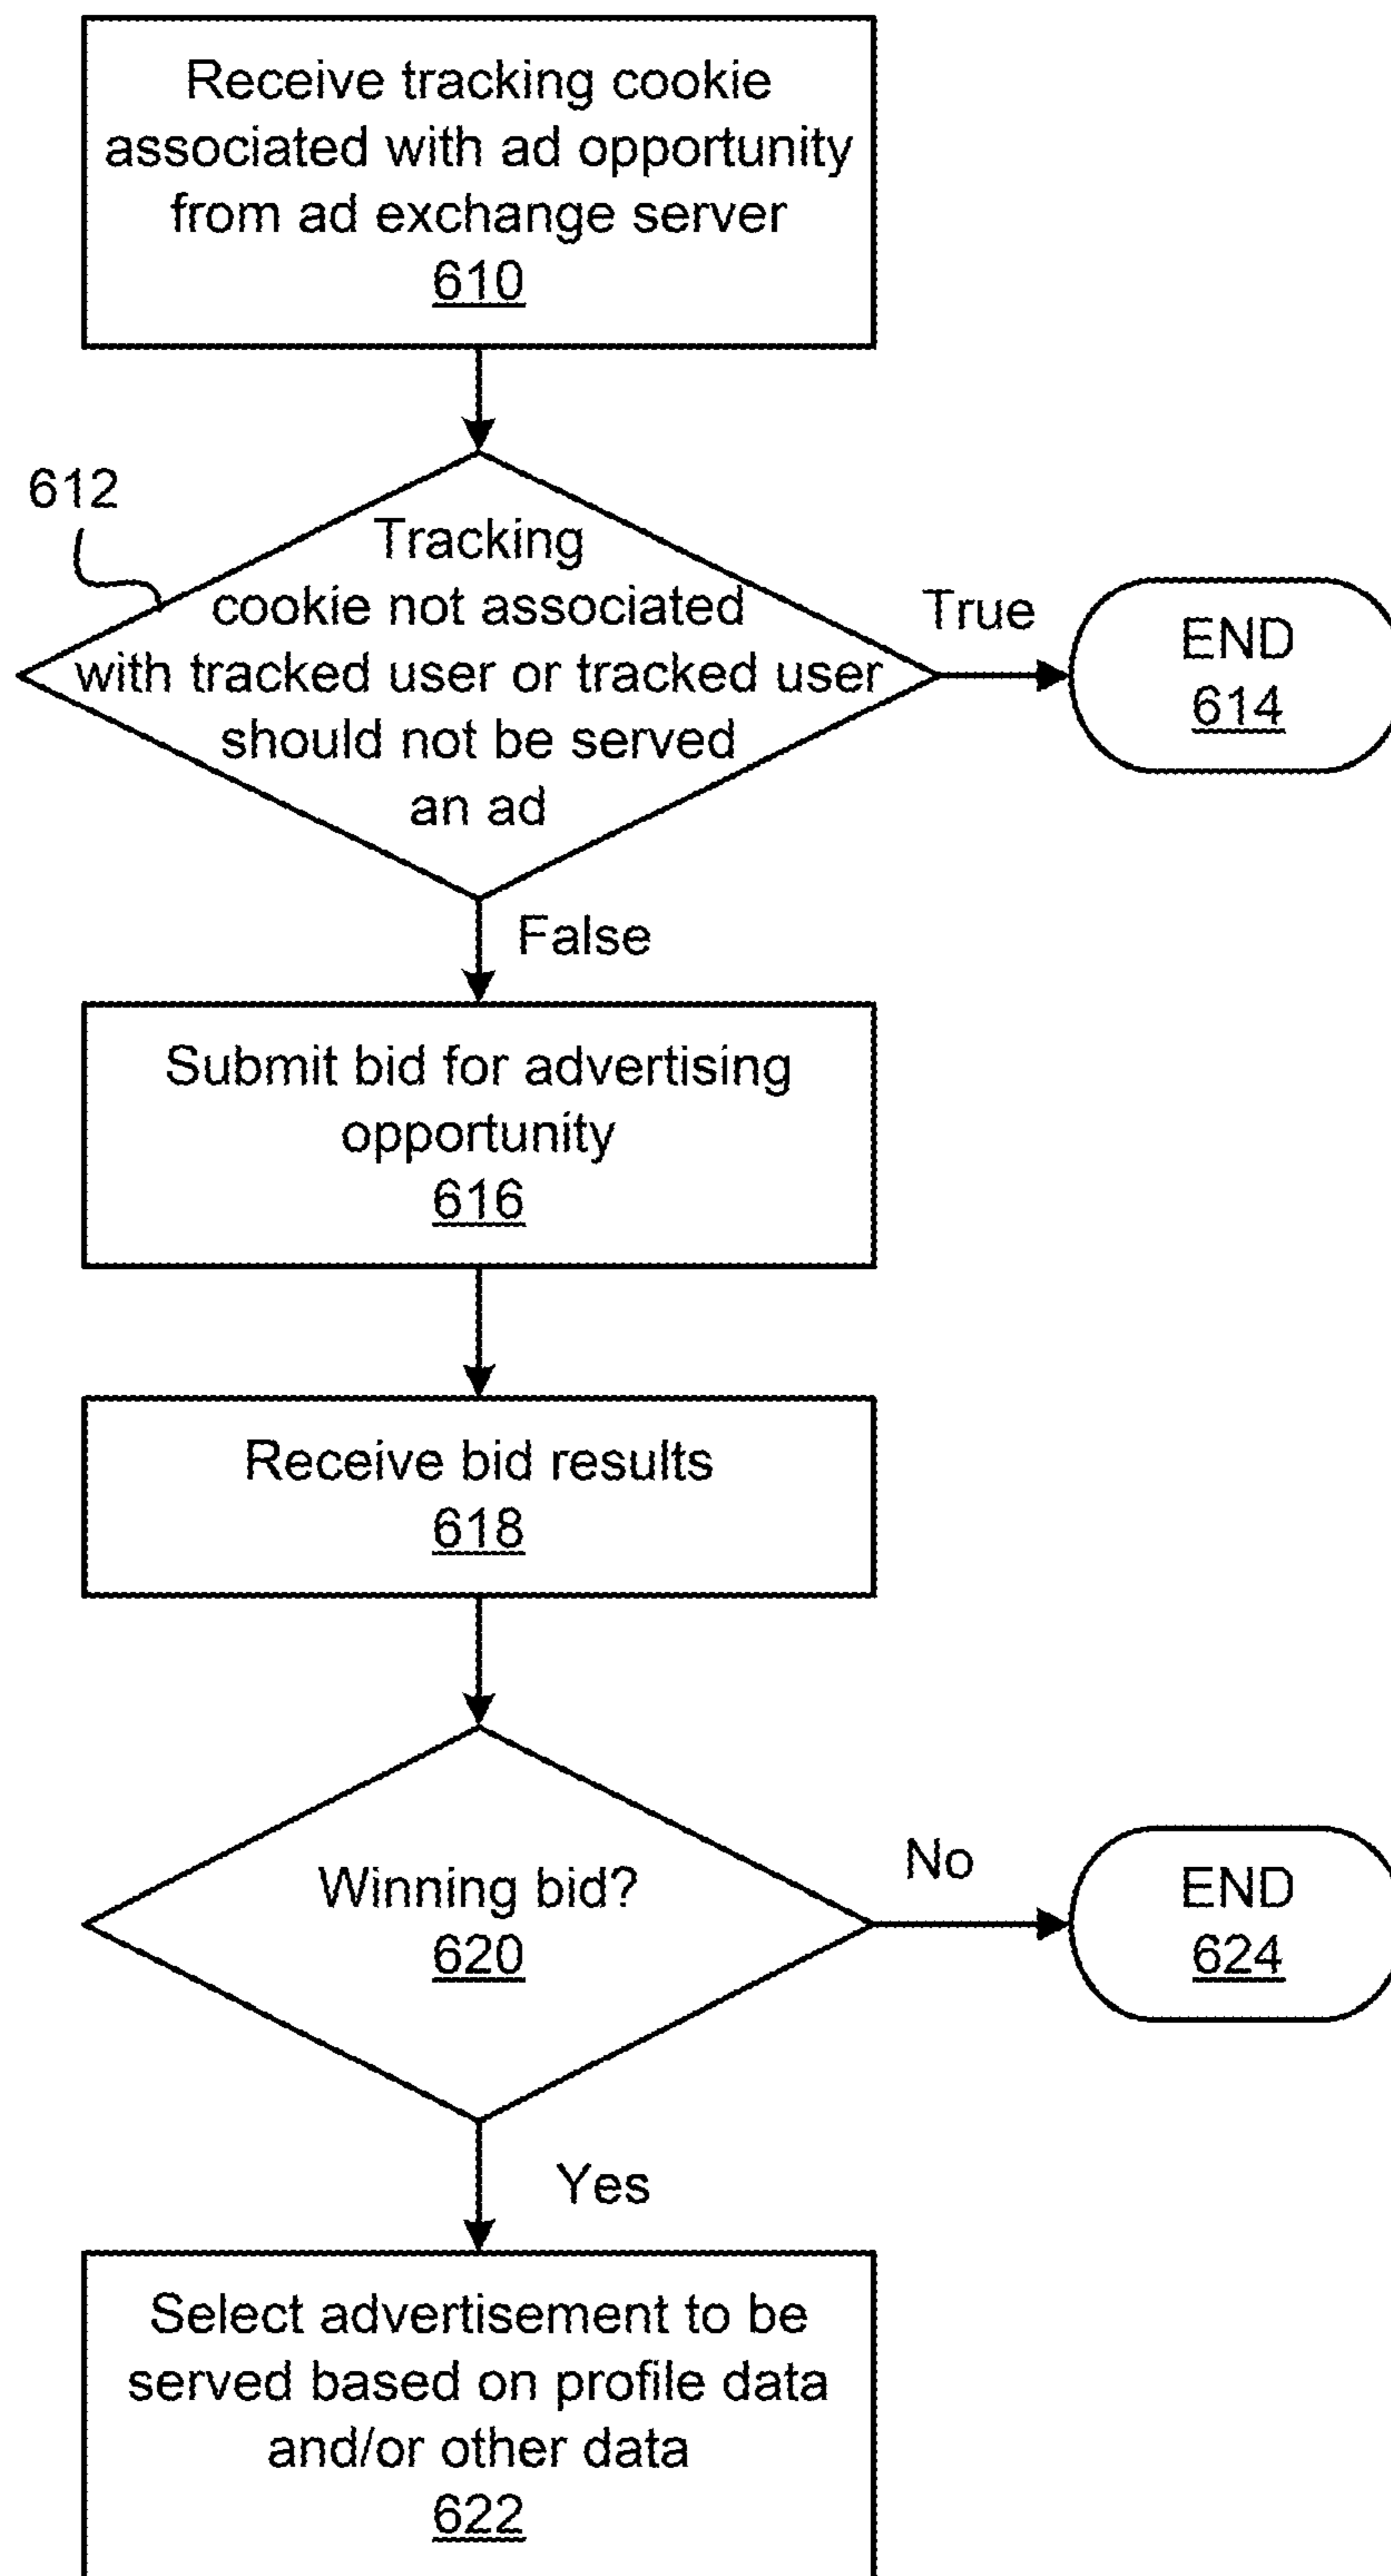 Receive tracking cookie
associated with ad opportunity
from ad exchange server
610
612
Tracking
cookie not associated
with tracked user or tracked user
should not be served
an ad
True
END
614
False
Submit bid for advertising
opportunity
616
Receive bid results
618
Winning bid?
620
No
END
624
Yes
Select advertisement to be
served based on profile data
and/or other data
622